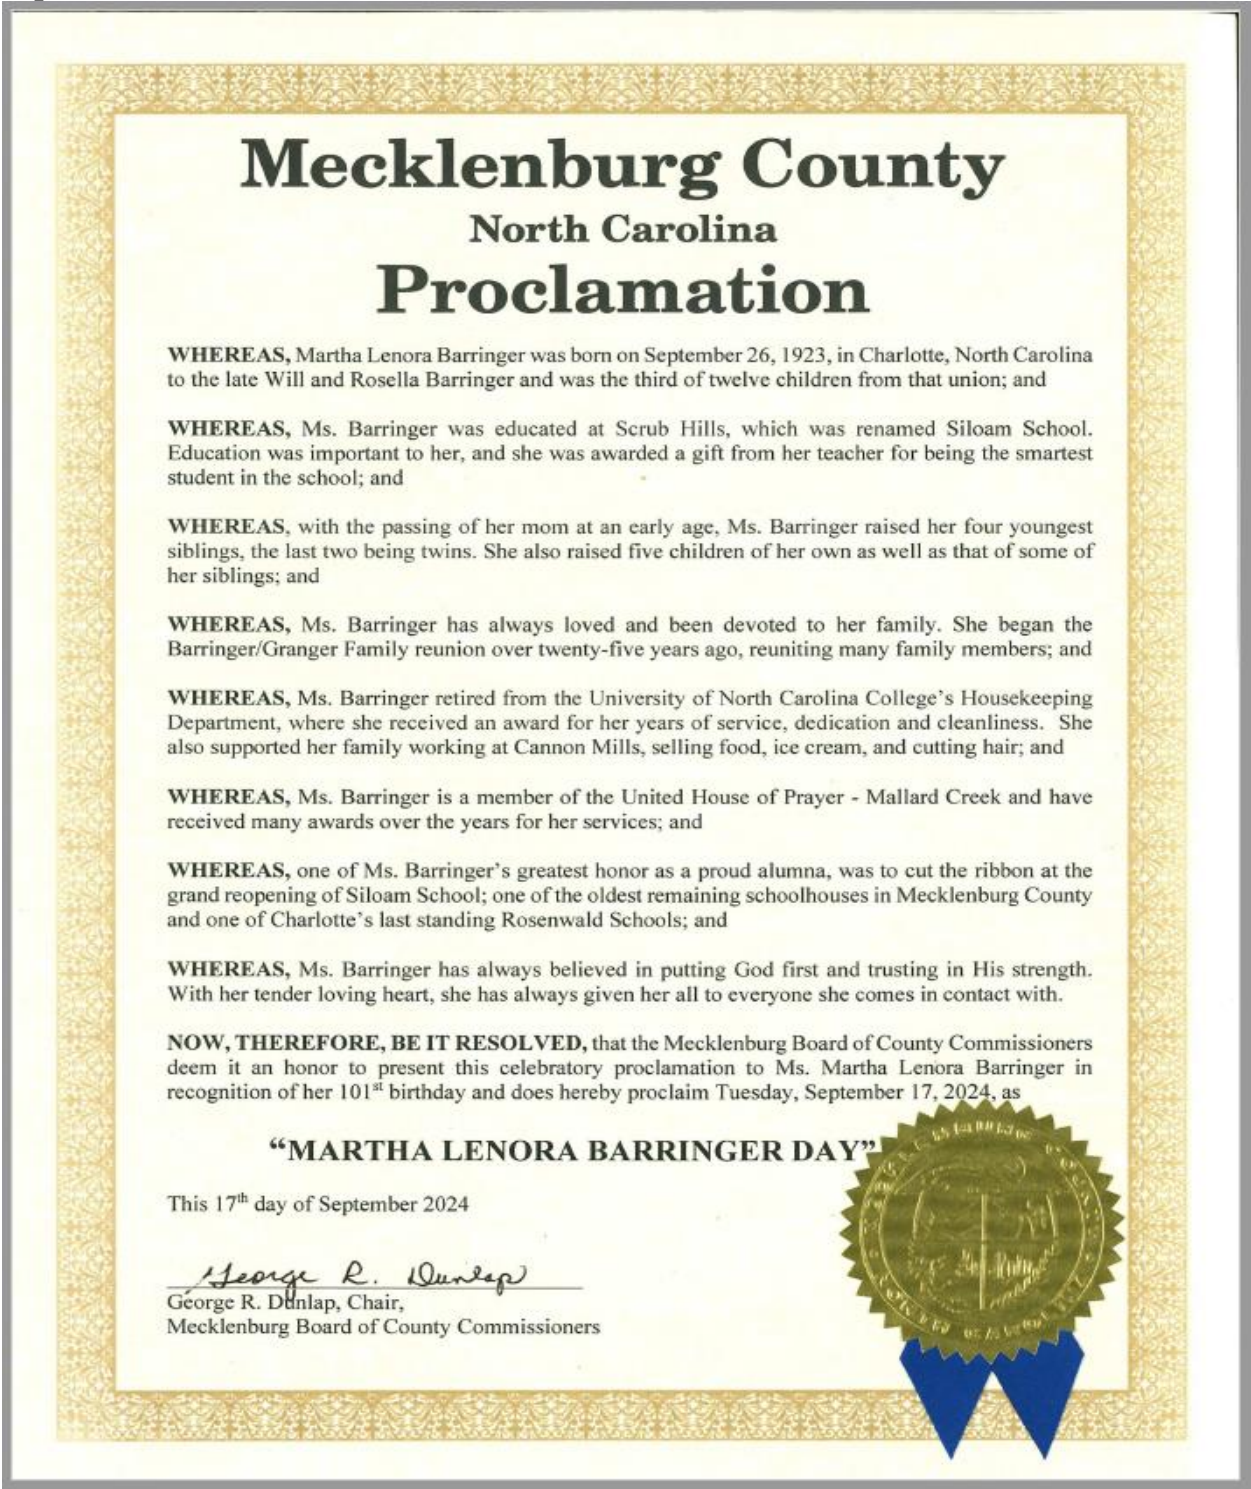 Mecklenburg County
North Carolina
Proclamation
WHEREAS, Martha Lenora Barringer was born on September 26, 1923, in Charlotte, North Carolina
to the late Will and Rosella Barringer and was the third of twelve children from that union; and
WHEREAS, Ms. Barringer was educated at Scrub Hills, which was renamed Siloam School.
Education was important to her, and she was awarded a gift from her teacher for being the smartest
student in the school; and
WHEREAS, with the passing of her mom at an early age, Ms. Barringer raised her four youngest
siblings, the last two being twins. She also raised five children of her own as well as that of some of
her siblings; and
WHEREAS, Ms. Barringer has always loved and been devoted to her family. She began the
Barringer/Granger Family reunion over twenty-five years ago, reuniting many family members; and
WHEREAS, Ms. Barringer retired from the University of North Carolina College's Housekeeping
Department, where she received an award for her years of service, dedication and cleanliness. She
also supported her family working at Cannon Mills, selling food, ice cream, and cutting hair; and
WHEREAS, Ms. Barringer is a member of the United House of Prayer - Mallard Creek and have
received many awards over the years for her services; and
WHEREAS, one of Ms. Barringer's greatest honor as a proud alumna, was to cut the ribbon at the
grand reopening of Siloam School; one of the oldest remaining schoolhouses in Mecklenburg County
and one of Charlotte's last standing Rosenwald Schools; and
WHEREAS, Ms. Barringer has always believed in putting God first and trusting in His strength.
With her tender loving heart, she has always given her all to everyone she comes in contact with.
NOW, THEREFORE, BE IT RESOLVED, that the Mecklenburg Board of County Commissioners
deem it an honor to present this celebratory proclamation to Ms. Martha Lenora Barringer in
recognition of her 101st birthday and does hereby proclaim Tuesday, September 17, 2024, as
“MARTHA LENORA BARRINGER DAY”
This 17th day of September 2024
George R. Dunlap
George R. Dunlap, Chair,
Mecklenburg Board of County Commissioners